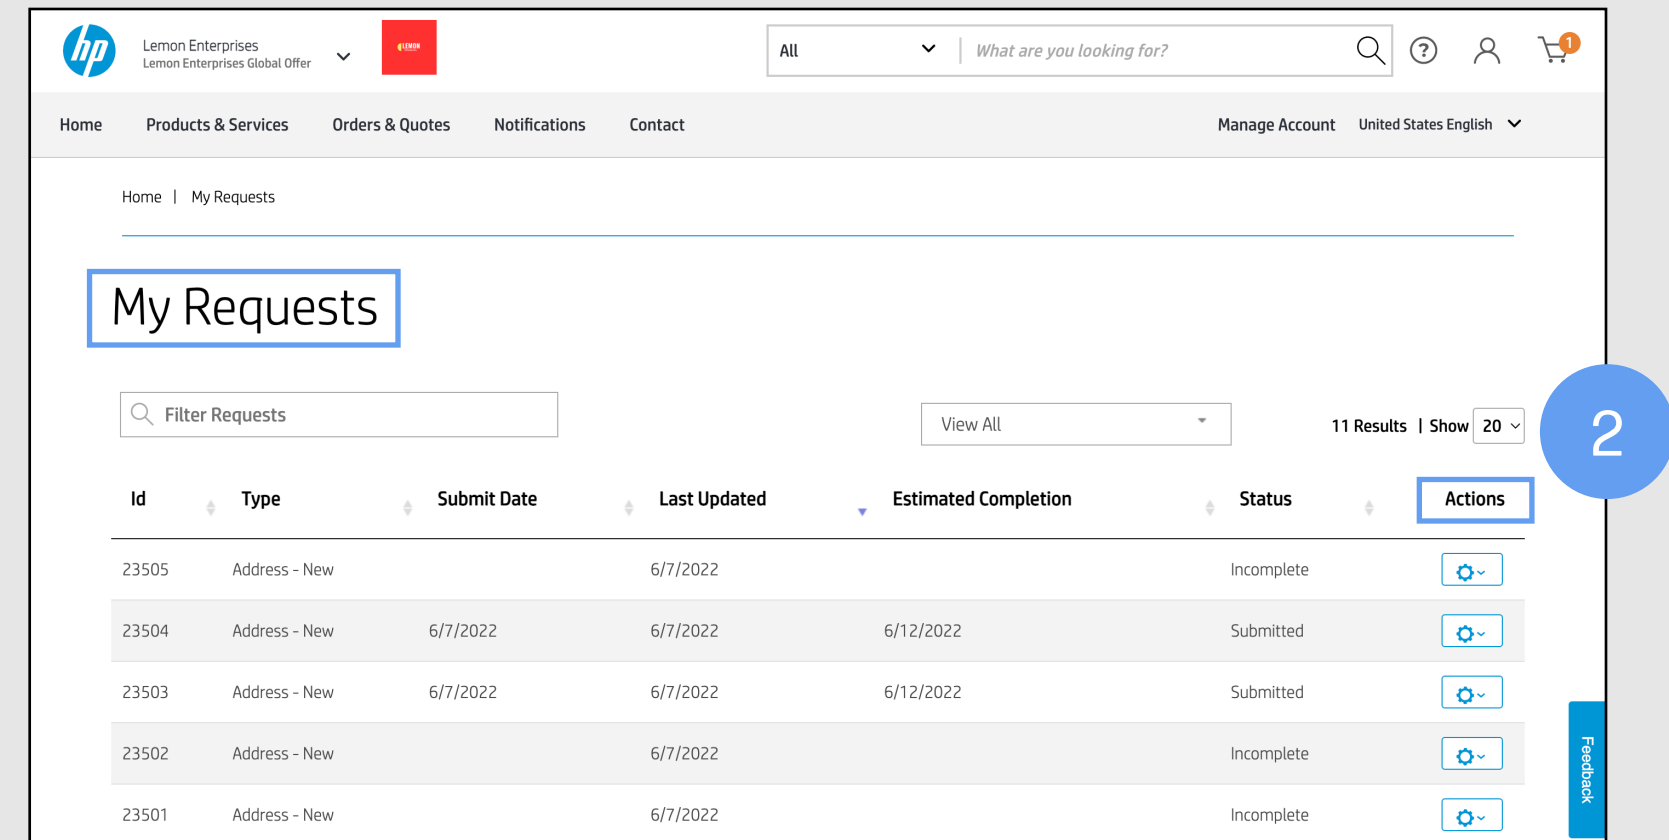 hp
Lemon Enterprises
Lemon Enterprises Global Offer
LEMON
All
What are you looking for?
?
1
Home Products & Services Orders & Quotes Notifications Contact Manage Account United States English
Home | My Requests
My Requests
Filter Requests
View All
11 Results | Show 20
2
Id Type Submit Date Last Updated Estimated Completion Status Actions
23505 Address - New 6/7/2022 Incomplete
23504 Address - New 6/7/2022 6/7/2022 6/12/2022 Submitted
23503 Address - New 6/7/2022 6/7/2022 6/12/2022 Submitted
23502 Address - New 6/7/2022 Incomplete
23501 Address - New 6/7/2022 Incomplete
Feedback